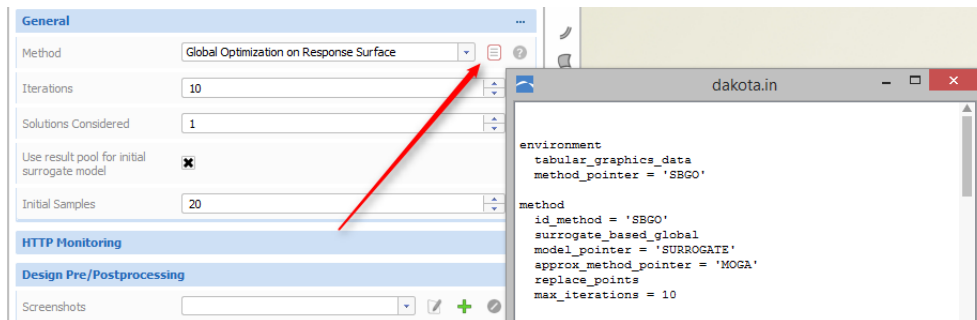 General
...
Method
Global Optimization on Response Surface
Iterations
10
Solutions Considered
1
Use result pool for initial
surrogate model
Initial Samples
20
HTTP Monitoring
Design Pre/Postprocessing
Screenshots
dakota.in
environment
tabular_graphics_data
method_pointer = 'SBGO'
method
id_method = 'SBGO'
surrogate_based_global
model_pointer = 'SURROGATE'
approx_method_pointer = 'MOGA'
replace_points
max_iterations = 10